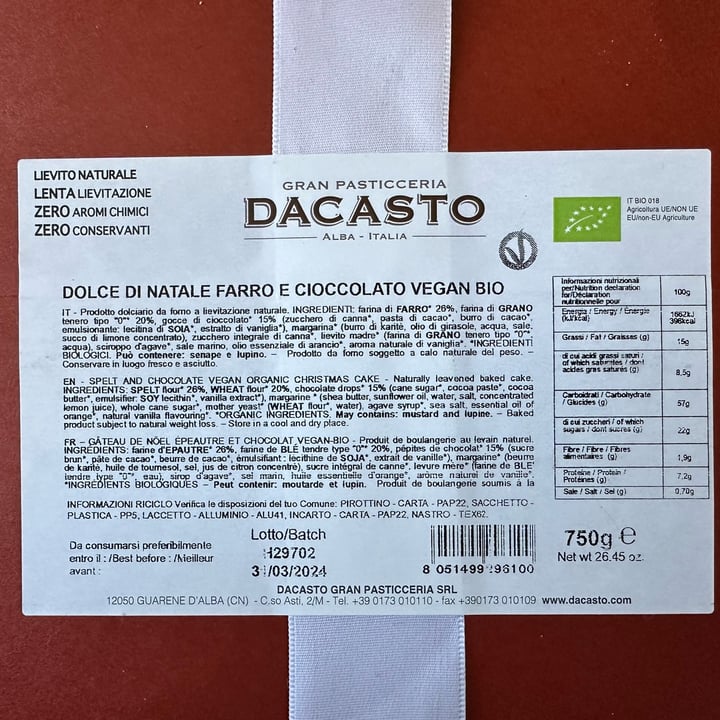 LIEVITO NATURALE
LENTA LIEVITAZIONE
ZERO AROMI CHIMICI
ZERO CONSERVANTI
GRAN PASTICCERIA
DACASTO
ALBA - ITALIA
IT BIO 018
Agricoltura UE/NON UE
EU/non-EU Agriculture
DOLCE DI NATALE FARRO E CIOCCOLATO VEGAN BIO
IT - Prodotto dolciario da forno a lievitazione naturale. INGREDIENTI: farina di FARRO* 26%, farina di GRANO
tenero tipo "0"* 20%, gocce di cioccolato* 15% (zucchero di canna*, pasta di cacao*, burro di cacao*,
emulsionante: lecitina di SOIA*, estratto di vaniglia*), margarina* (burro di karitè, olio di girasole, acqua, sale,
succo di limone concentrato), zucchero integrale di canna*, lievito madre* (farina di GRANO tenero tipo "0"*,
acqua), sciroppo d'agave*, sale marino, olio essenziale di arancio*, aroma naturale di vaniglia*. *INGREDIENTI
BIOLOGICI. Può contenere: senape e lupino. – Prodotto da forno soggetto a calo naturale del peso. –
Conservare in luogo fresco e asciutto.
EN - SPELT AND CHOCOLATE VEGAN ORGANIC CHRISTMAS CAKE - Naturally leavened baked cake.
INGREDIENTS: SPELT flour* 26%, WHEAT flour* 20%, chocolate drops* 15% (cane sugar*, cocoa paste*, cocoa
butter*, emulsifier: SOY lecithin*, vanilla extract*), margarine * (shea butter, sunflower oil, water, salt, concentrated
lemon juice), whole cane sugar*, mother yeast* (WHEAT flour*, water), agave syrup*, sea salt, essential oil of
orange*, natural vanilla flavouring*. *ORGANIC INGREDIENTS. May contains: mustard and lupine. – Baked
product subject to natural weight loss. – Store in a cool and dry place.
FR – GÂTEAU DE NÖEL ÉPEAUTRE ET CHOCOLAT VEGAN-BIO - Produit de boulangerie au levain naturel.
INGRÉDIENTS: farine d'EPAUTRE* 26%, farine de BLÉ tendre type "0"* 20%, pépites de chocolat* 15% (sucre
brun*, pâte de cacao*, beurre de cacao*, émulsifiant: lécithine de SOJA*, extrait de vanille*), margarine* (beurre
de karité, huile de tournesol, sel, jus de citron concentré), sucre intégral de canne*, levure mère* (farine de BLÉ
tendre type "0"*, eau), sirop d'agave*, sel marin, huile essentielle d'orange*, arôme naturel de vanille*
*INGRÉDIENTS BIOLOGIQUES – Peut contenir: moutarde et lupin. – Produit de boulangerie soumis à la
INFORMAZIONI RICICLO Verifica le disposizioni del tuo Comune: PIROTTINO - CARTA - PAP22, SACCHETTO -
PLASTICA - PP5, LACCETTO - ALLUMINIO - ALU41, INCARTO - CARTA - PAP22, NASTRO - TEX62.
Informazioni nutrizionali
per/Nutrition declaration
for/Déclaration
nutritionnelle pour
100g
Energia / Energy / Énergie
(kJ/kcal)
1662kJ
396kcal
Grassi / Fat / Graisses (g)
15g
di cui acidi grassi saturi /
of which saturates / dont
acides gras saturés (g)
8,5g
Carboidrati / Carbohydrate
/ Glucides (g)
57g
di cui zuccheri / of which
sugars / dont sucres (g)
22g
Fibre / Fibre / Fibres
alimentaires (g)
1,9g
Proteine / Protein /
Protéines (g)
7,2g
Sale / Salt / Sel (g)
0,70g
Da consumarsi preferibilmente
entro il : /Best before : /Meilleur
avant :
Lotto/Batch
H29702
31/03/2024
8 051499 296100
750g e
Net wt 26.45 oz.
DACASTO GRAN PASTICCERIA SRL
12050 GUARENE D'ALBA (CN) - C.so Asti, 2/M - Tel. +39 0173 010110 - fax +390173 010109 www.dacasto.com